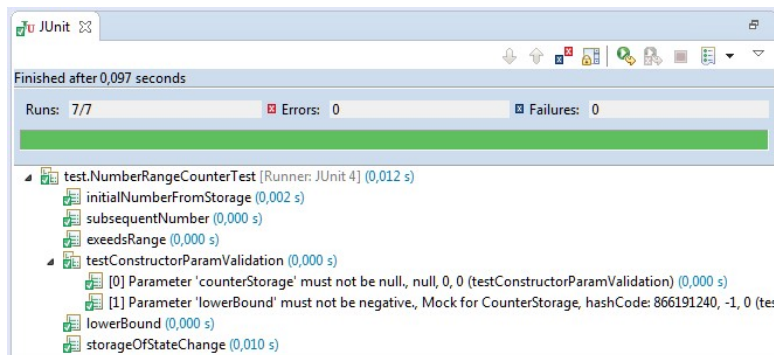 JUnit
Finished after 0,097 seconds
Runs: 7/7 Errors: 0 Failures: 0
test.NumberRangeCounterTest [Runner: JUnit 4] (0,012 s)
initialNumberFromStorage (0,002 s)
subsequentNumber (0,000 s)
exeedsRange (0,000 s)
testConstructorParamValidation (0,000 s)
[0] Parameter 'counterStorage' must not be null., null, 0, 0 (testConstructorParamValidation) (0,000 s)
[1] Parameter 'lowerBound' must not be negative., Mock for CounterStorage, hashCode: 866191240, -1, 0 (tes
lowerBound (0,000 s)
storageOfStateChange (0,010 s)